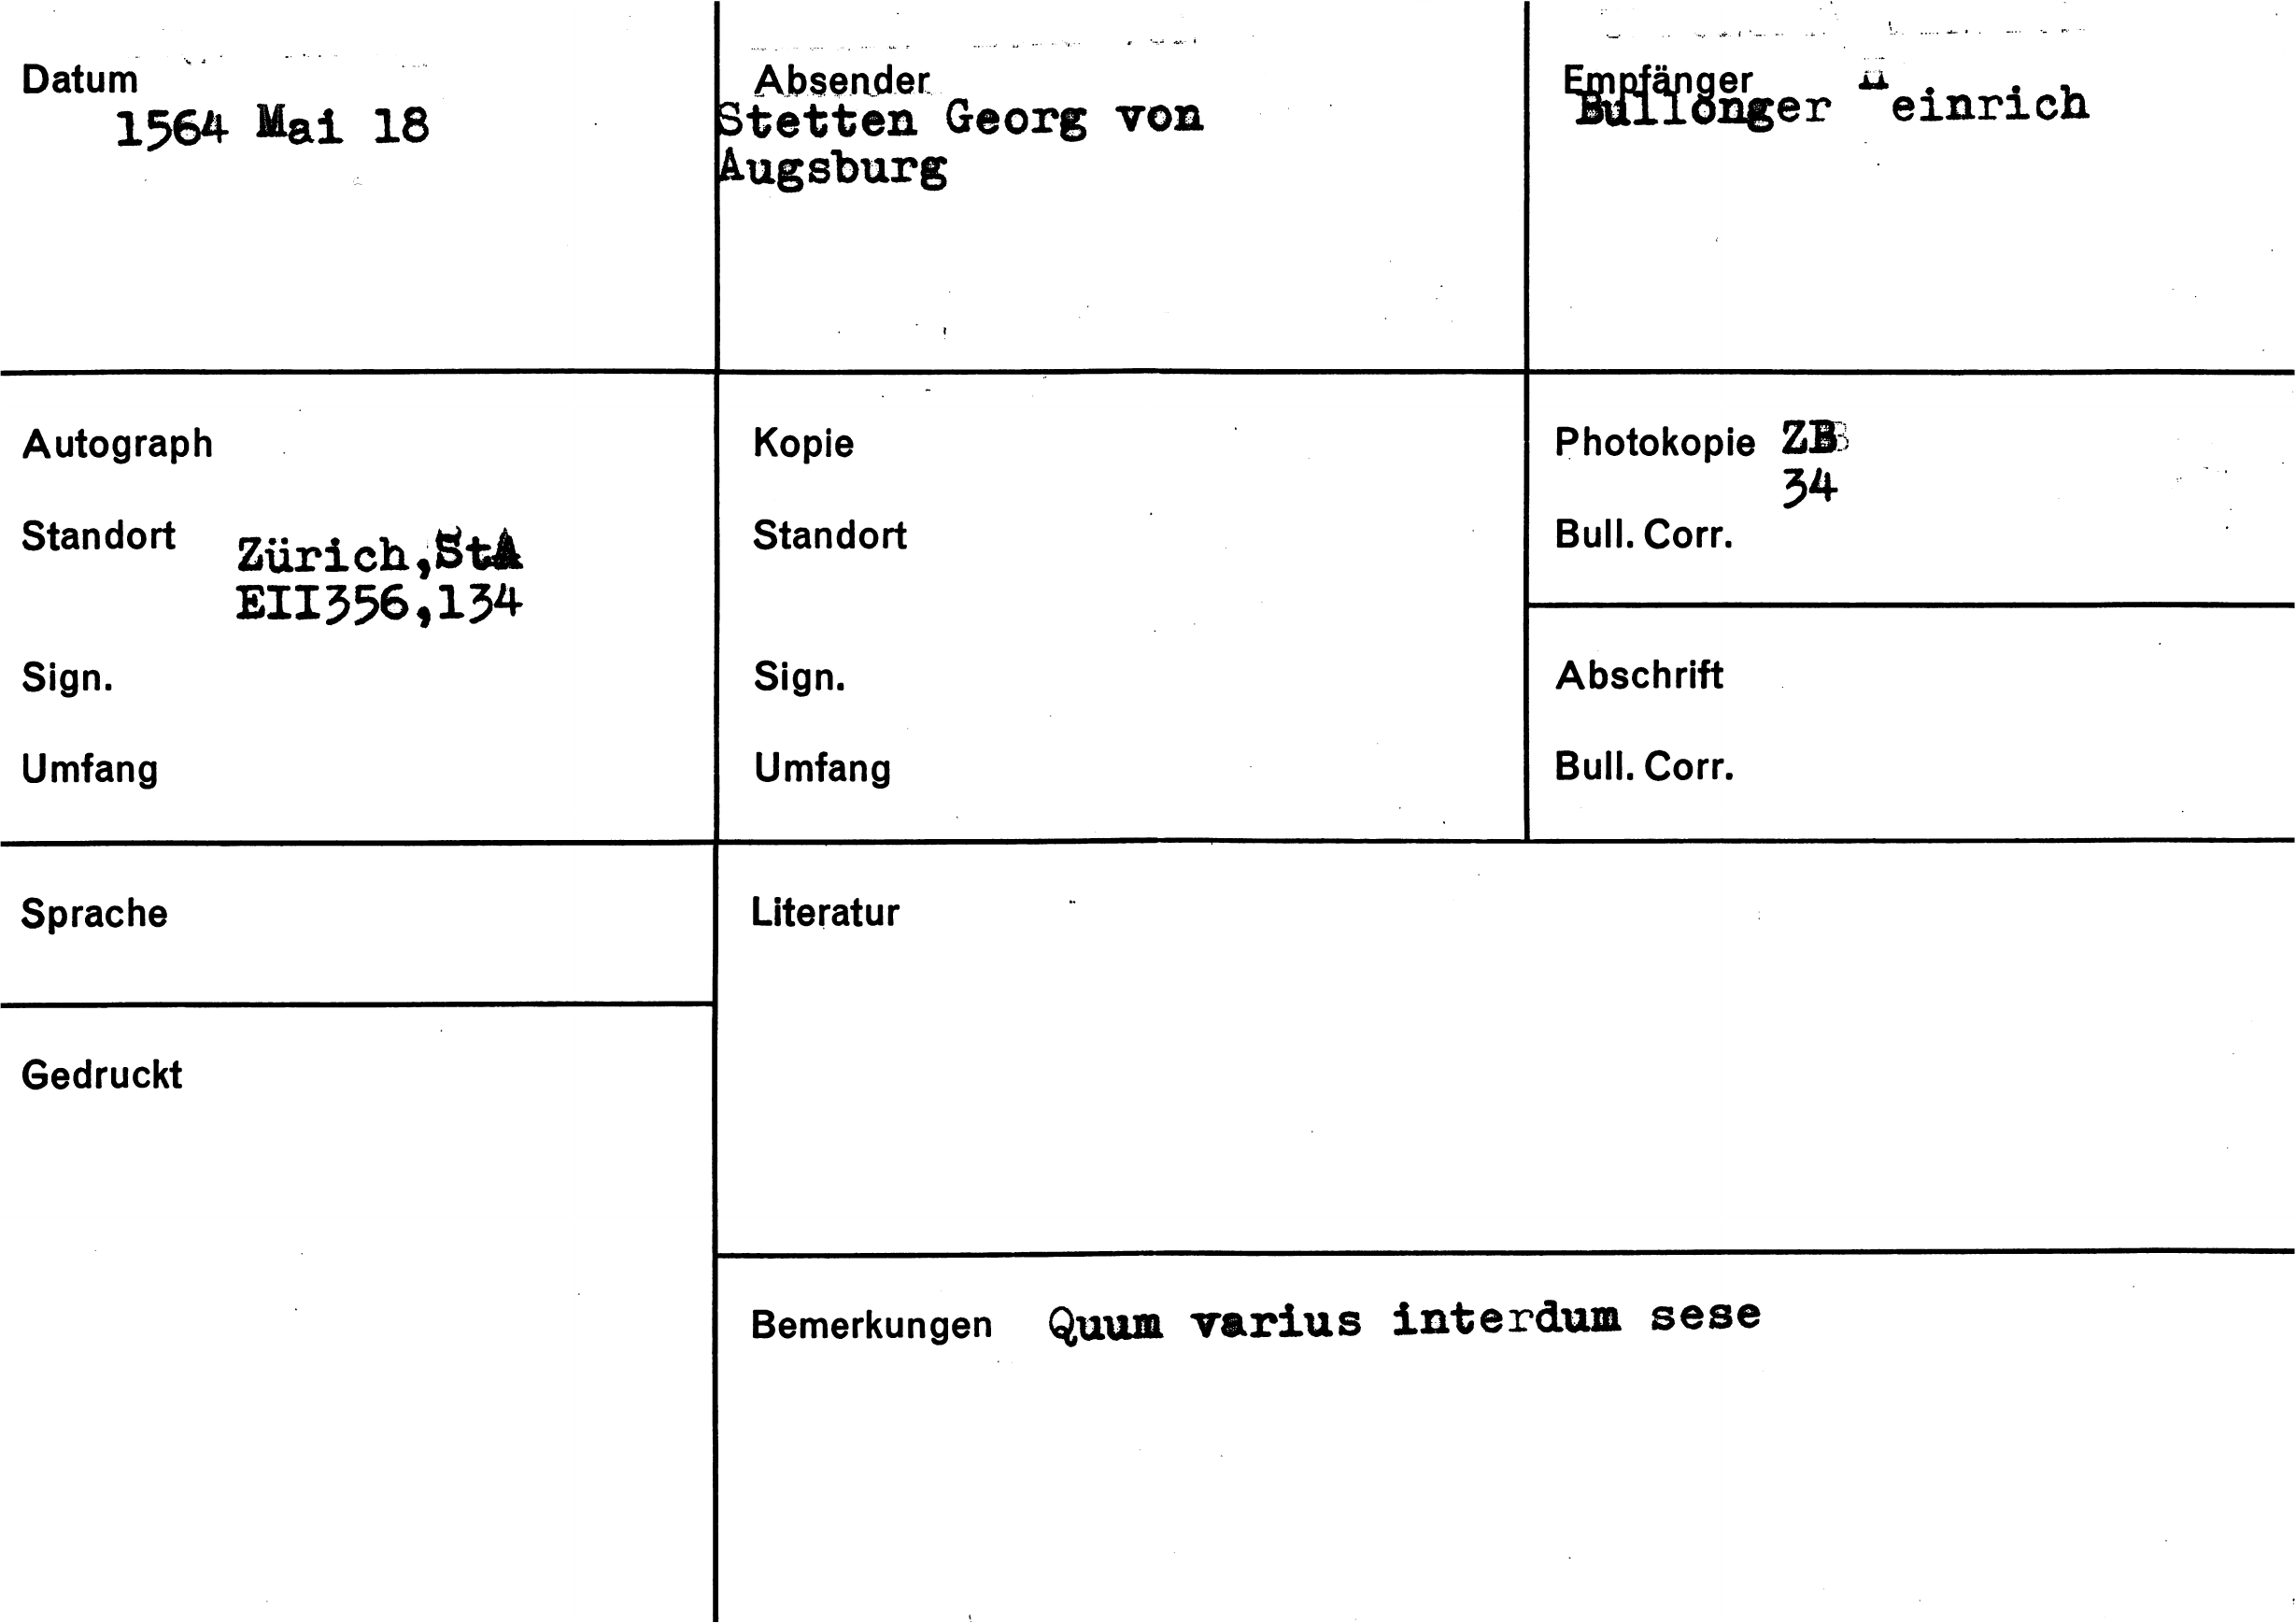 Datum
1564 Mai 18
Absender
Stetten Georg von
Augsburg
Empfänger
Bullonger Heinrich
Autograph
Standort Zürich,StA
EII356,134
Sign.
Umfang
Kopie
Standort
Sign.
Umfang
Photokopie ZB
34
Bull. Corr.
Abschrift
Bull. Corr.
Sprache
Gedruckt
Literatur
Bemerkungen Quum varius interdum sese